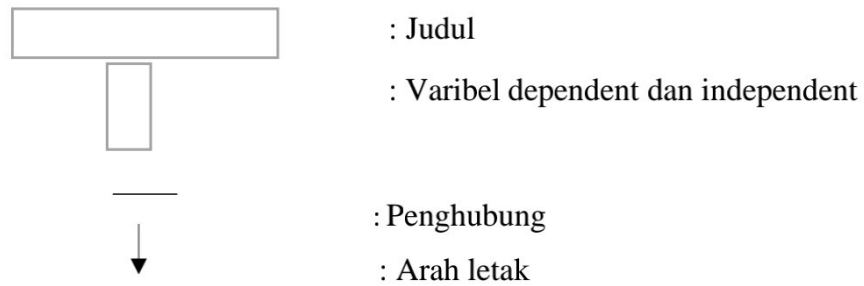 : Judul
: Varibel dependent dan independent
: Penghubung
: Arah letak